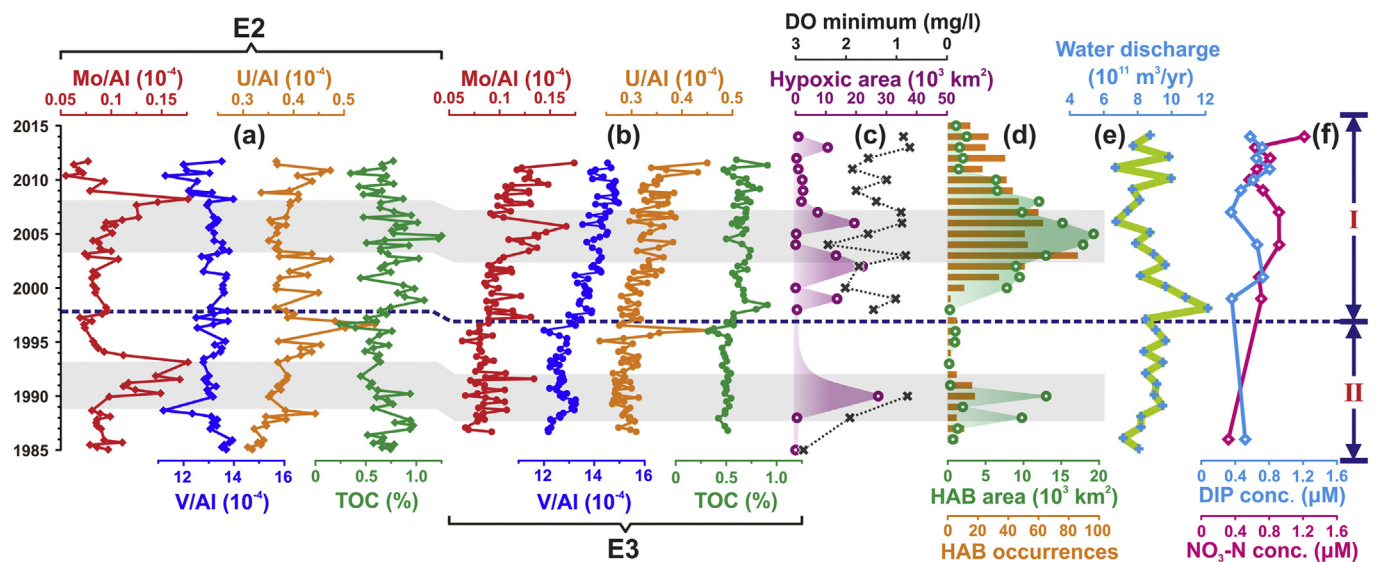 E2
DO minimum (mg/l)
3 2 1 0
Mo/Al (10-4)
U/Al (10-4)
Mo/Al (10-4)
U/Al (10-4)
Hypoxic area (103 km2)
Water discharge
(1011 m3/yr)
0.05 0.1 0.15
0.3 0.4 0.5
0.05 0.1 0.15
0.3 0.4 0.5
0 10 20 30 40 50
4 6 8 10 12
2015
(a)
(b)
(c)
(d)
(e)
(f)
2010
2005
I
2000
1995
1990
II
1985
12 14 16
V/Al (10-4)
0 0.5 1.0
TOC (%)
12 14 16
V/Al (10-4)
0 0.5 1.0
TOC (%)
0 5 10 15 20
HAB area (103 km2)
0 0.4 0.8 1.2 1.6
DIP conc. (μM)
E3
0 20 40 60 80 100
HAB occurrences
0 0.4 0.8 1.2 1.6
NO3-N conc. (μM)